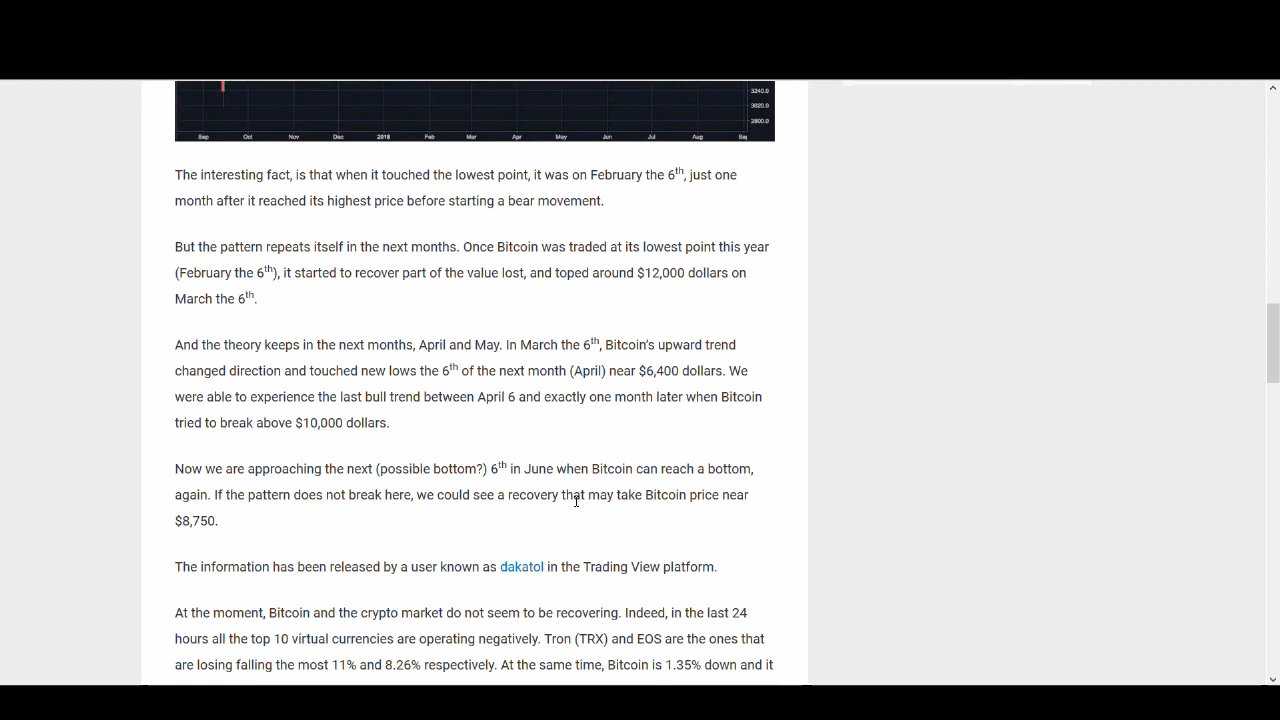 3240.0
3020.0
2800.0
Sep Oct Nov Dec 2018 Feb Mar Apr May Jun Jul Aug Sep
The interesting fact, is that when it touched the lowest point, it was on February the 6th, just one
month after it reached its highest price before starting a bear movement.
But the pattern repeats itself in the next months. Once Bitcoin was traded at its lowest point this year
(February the 6th), it started to recover part of the value lost, and toped around $12,000 dollars on
March the 6th.
And the theory keeps in the next months, April and May. In March the 6th, Bitcoin's upward trend
changed direction and touched new lows the 6th of the next month (April) near $6,400 dollars. We
were able to experience the last bull trend between April 6 and exactly one month later when Bitcoin
tried to break above $10,000 dollars.
Now we are approaching the next (possible bottom?) 6th in June when Bitcoin can reach a bottom,
again. If the pattern does not break here, we could see a recovery that may take Bitcoin price near
$8,750.
The information has been released by a user known as dakatol in the Trading View platform.
At the moment, Bitcoin and the crypto market do not seem to be recovering. Indeed, in the last 24
hours all the top 10 virtual currencies are operating negatively. Tron (TRX) and EOS are the ones that
are losing falling the most 11% and 8.26% respectively. At the same time, Bitcoin is 1.35% down and it